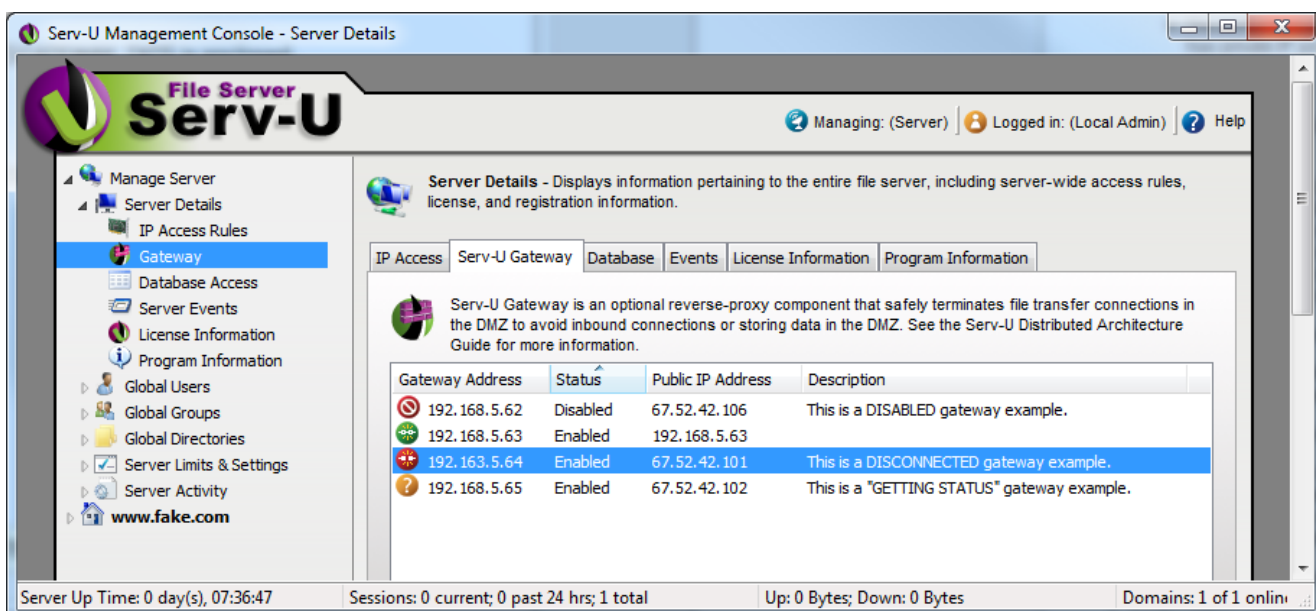 Serv-U Management Console - Server Details
File Server
Serv-U
Managing: (Server) Logged in: (Local Admin) Help
Manage Server
Server Details
IP Access Rules
Gateway
Database Access
Server Events
License Information
Program Information
Global Users
Global Groups
Global Directories
Server Limits & Settings
Server Activity
www.fake.com
Server Details - Displays information pertaining to the entire file server, including server-wide access rules,
license, and registration information.
IP Access Serv-U Gateway Database Events License Information Program Information
Serv-U Gateway is an optional reverse-proxy component that safely terminates file transfer connections in
the DMZ to avoid inbound connections or storing data in the DMZ. See the Serv-U Distributed Architecture
Guide for more information.
Gateway Address Status Public IP Address Description
192.168.5.62 Disabled 67.52.42.106 This is a DISABLED gateway example.
192.168.5.63 Enabled 192.168.5.63
192.163.5.64 Enabled 67.52.42.101 This is a DISCONNECTED gateway example.
192.168.5.65 Enabled 67.52.42.102 This is a "GETTING STATUS" gateway example.
Server Up Time: 0 day(s), 07:36:47 Sessions: 0 current; 0 past 24 hrs; 1 total Up: 0 Bytes; Down: 0 Bytes Domains: 1 of 1 onlin